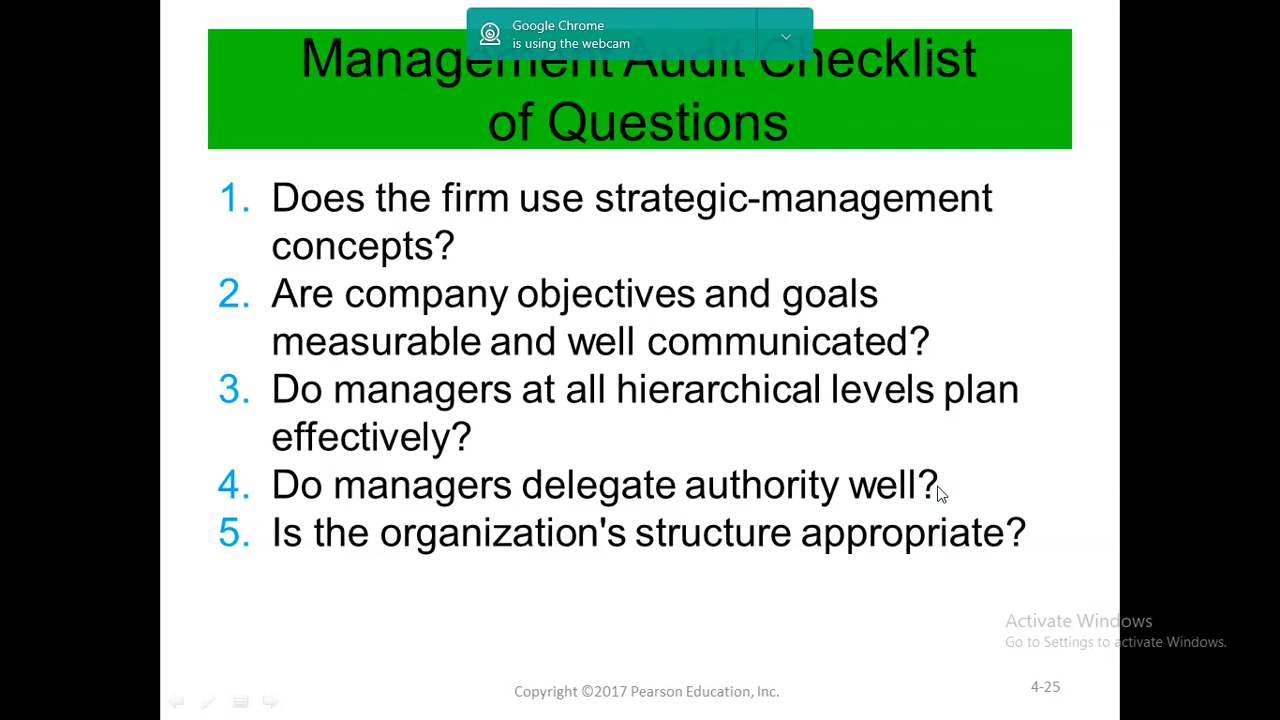 Google Chrome
is using the webcam
Management Audit Checklist
of Questions
1. Does the firm use strategic-management
concepts?
2. Are company objectives and goals
measurable and well communicated?
3. Do managers at all hierarchical levels plan
effectively?
4. Do managers delegate authority well?
5. Is the organization's structure appropriate?
Activate Windows
Go to Settings to activate Windows.
Copyright ©2017 Pearson Education, Inc.
4-25